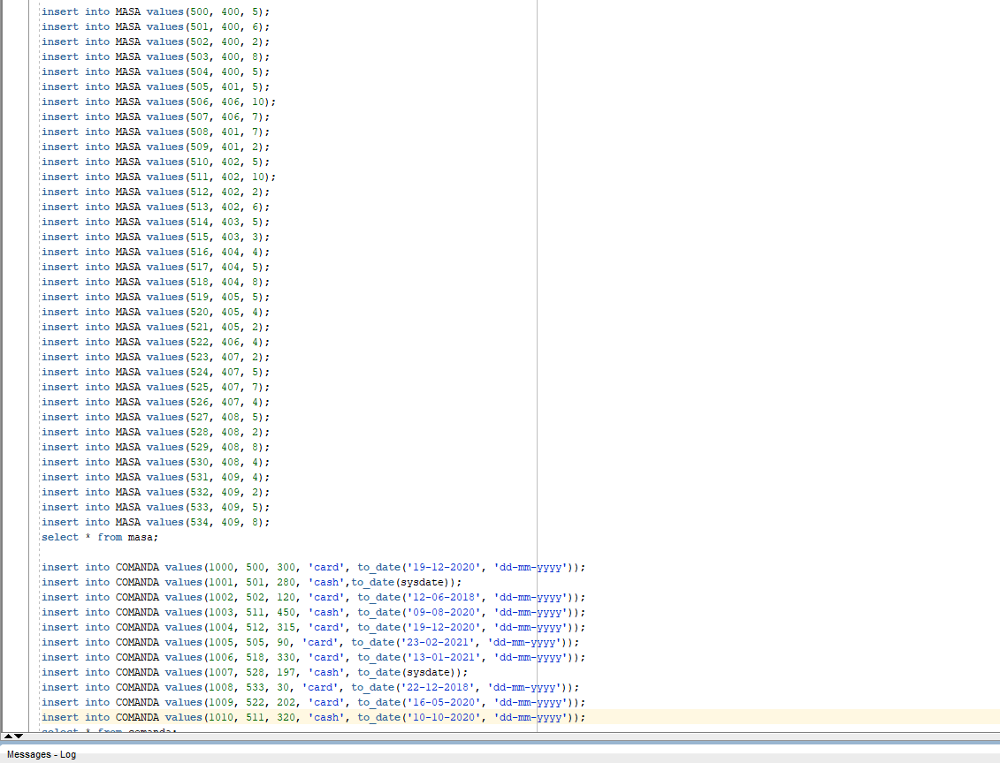 insert into MASA values(500, 400, 5);
insert into MASA values(501, 400, 6);
insert into MASA values(502, 400, 2);
insert into MASA values(503, 400, 8);
insert into MASA values(504, 400, 5);
insert into MASA values(505, 401, 5);
insert into MASA values(506, 406, 10);
insert into MASA values(507, 406, 7);
insert into MASA values(508, 401, 7);
insert into MASA values(509, 401, 2);
insert into MASA values(510, 402, 5);
insert into MASA values(511, 402, 10);
insert into MASA values(512, 402, 2);
insert into MASA values(513, 402, 6);
insert into MASA values(514, 403, 5);
insert into MASA values(515, 403, 3);
insert into MASA values(516, 404, 4);
insert into MASA values(517, 404, 5);
insert into MASA values(518, 404, 8);
insert into MASA values(519, 405, 5);
insert into MASA values(520, 405, 4);
insert into MASA values(521, 405, 2);
insert into MASA values(522, 406, 4);
insert into MASA values(523, 407, 2);
insert into MASA values(524, 407, 5);
insert into MASA values(525, 407, 7);
insert into MASA values(526, 407, 4);
insert into MASA values(527, 408, 5);
insert into MASA values(528, 408, 2);
insert into MASA values(529, 408, 8);
insert into MASA values(530, 408, 4);
insert into MASA values(531, 409, 4);
insert into MASA values(532, 409, 2);
insert into MASA values(533, 409, 5);
insert into MASA values(534, 409, 8);
select * from masa;
insert into COMANDA values(1000, 500, 300, 'card', to_date('19-12-2020', 'dd-mm-yyyy'));
insert into COMANDA values(1001, 501, 280, 'cash',to_date(sysdate));
insert into COMANDA values(1002, 502, 120, 'card', to_date('12-06-2018', 'dd-mm-yyyy'));
insert into COMANDA values(1003, 511, 450, 'cash', to_date('09-08-2020', 'dd-mm-yyyy'));
insert into COMANDA values(1004, 512, 315, 'card', to_date('19-12-2020', 'dd-mm-yyyy'));
insert into COMANDA values(1005, 505, 90, 'card', to_date('23-02-2021', 'dd-mm-yyyy'));
insert into COMANDA values(1006, 518, 330, 'card', to_date('13-01-2021', 'dd-mm-yyyy'));
insert into COMANDA values(1007, 528, 197, 'cash', to_date(sysdate));
insert into COMANDA values(1008, 533, 30, 'card', to_date('22-12-2018', 'dd-mm-yyyy'));
insert into COMANDA values(1009, 522, 202, 'card', to_date('16-05-2020', 'dd-mm-yyyy'));
insert into COMANDA values(1010, 511, 320, 'cash', to_date('10-10-2020', 'dd-mm-yyyy'));
select * from comanda;
Messages - Log